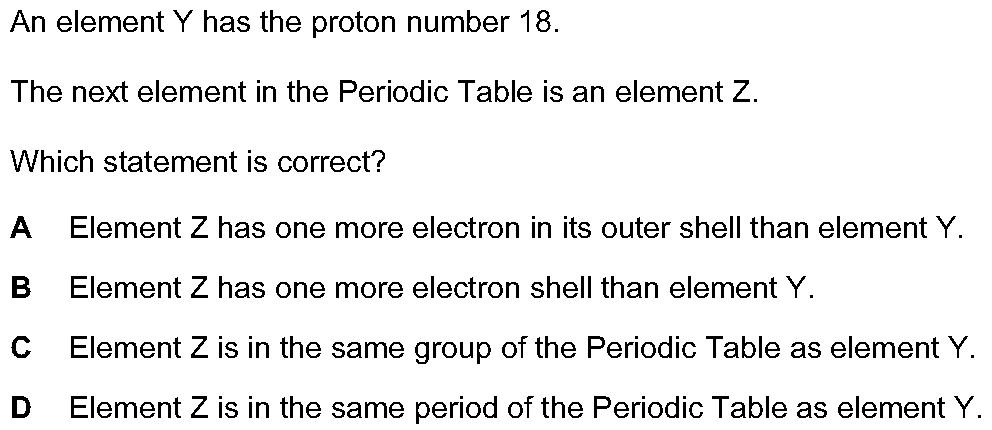 An element Y has the proton number 18.
The next element in the Periodic Table is an element Z.
Which statement is correct?
A Element Z has one more electron in its outer shell than element Y.
B Element Z has one more electron shell than element Y.
C Element Z is in the same group of the Periodic Table as element Y.
D Element Z is in the same period of the Periodic Table as element Y.